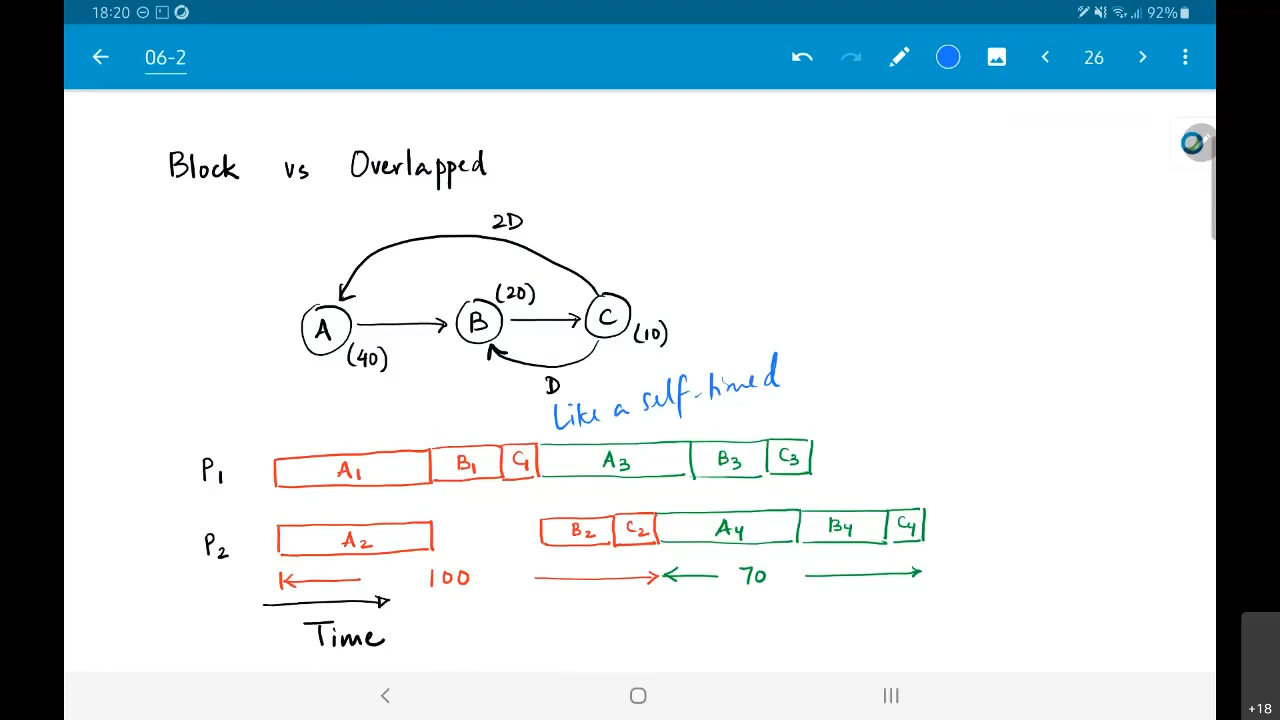 18:20 92%
06-2 26
Block vs Overlapped
2D
A (40) B (20) C (10)
D
Like a self-timed
P1 A1 B1 C1 A3 B3 C3
P2 A2 B2 C2 A4 B4 C4
100 70
Time
+18